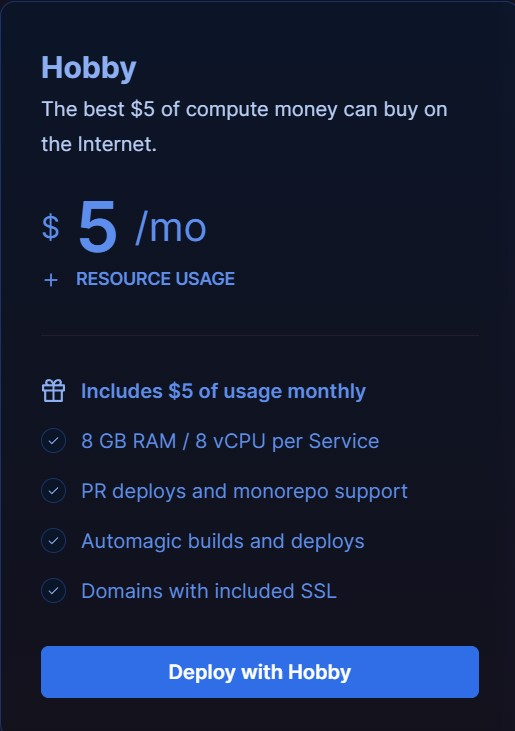 Hobby
The best $5 of compute money can buy on
the Internet.
$ 5 /mo
+ RESOURCE USAGE
Includes $5 of usage monthly
8 GB RAM / 8 vCPU per Service
PR deploys and monorepo support
Automagic builds and deploys
Domains with included SSL
Deploy with Hobby